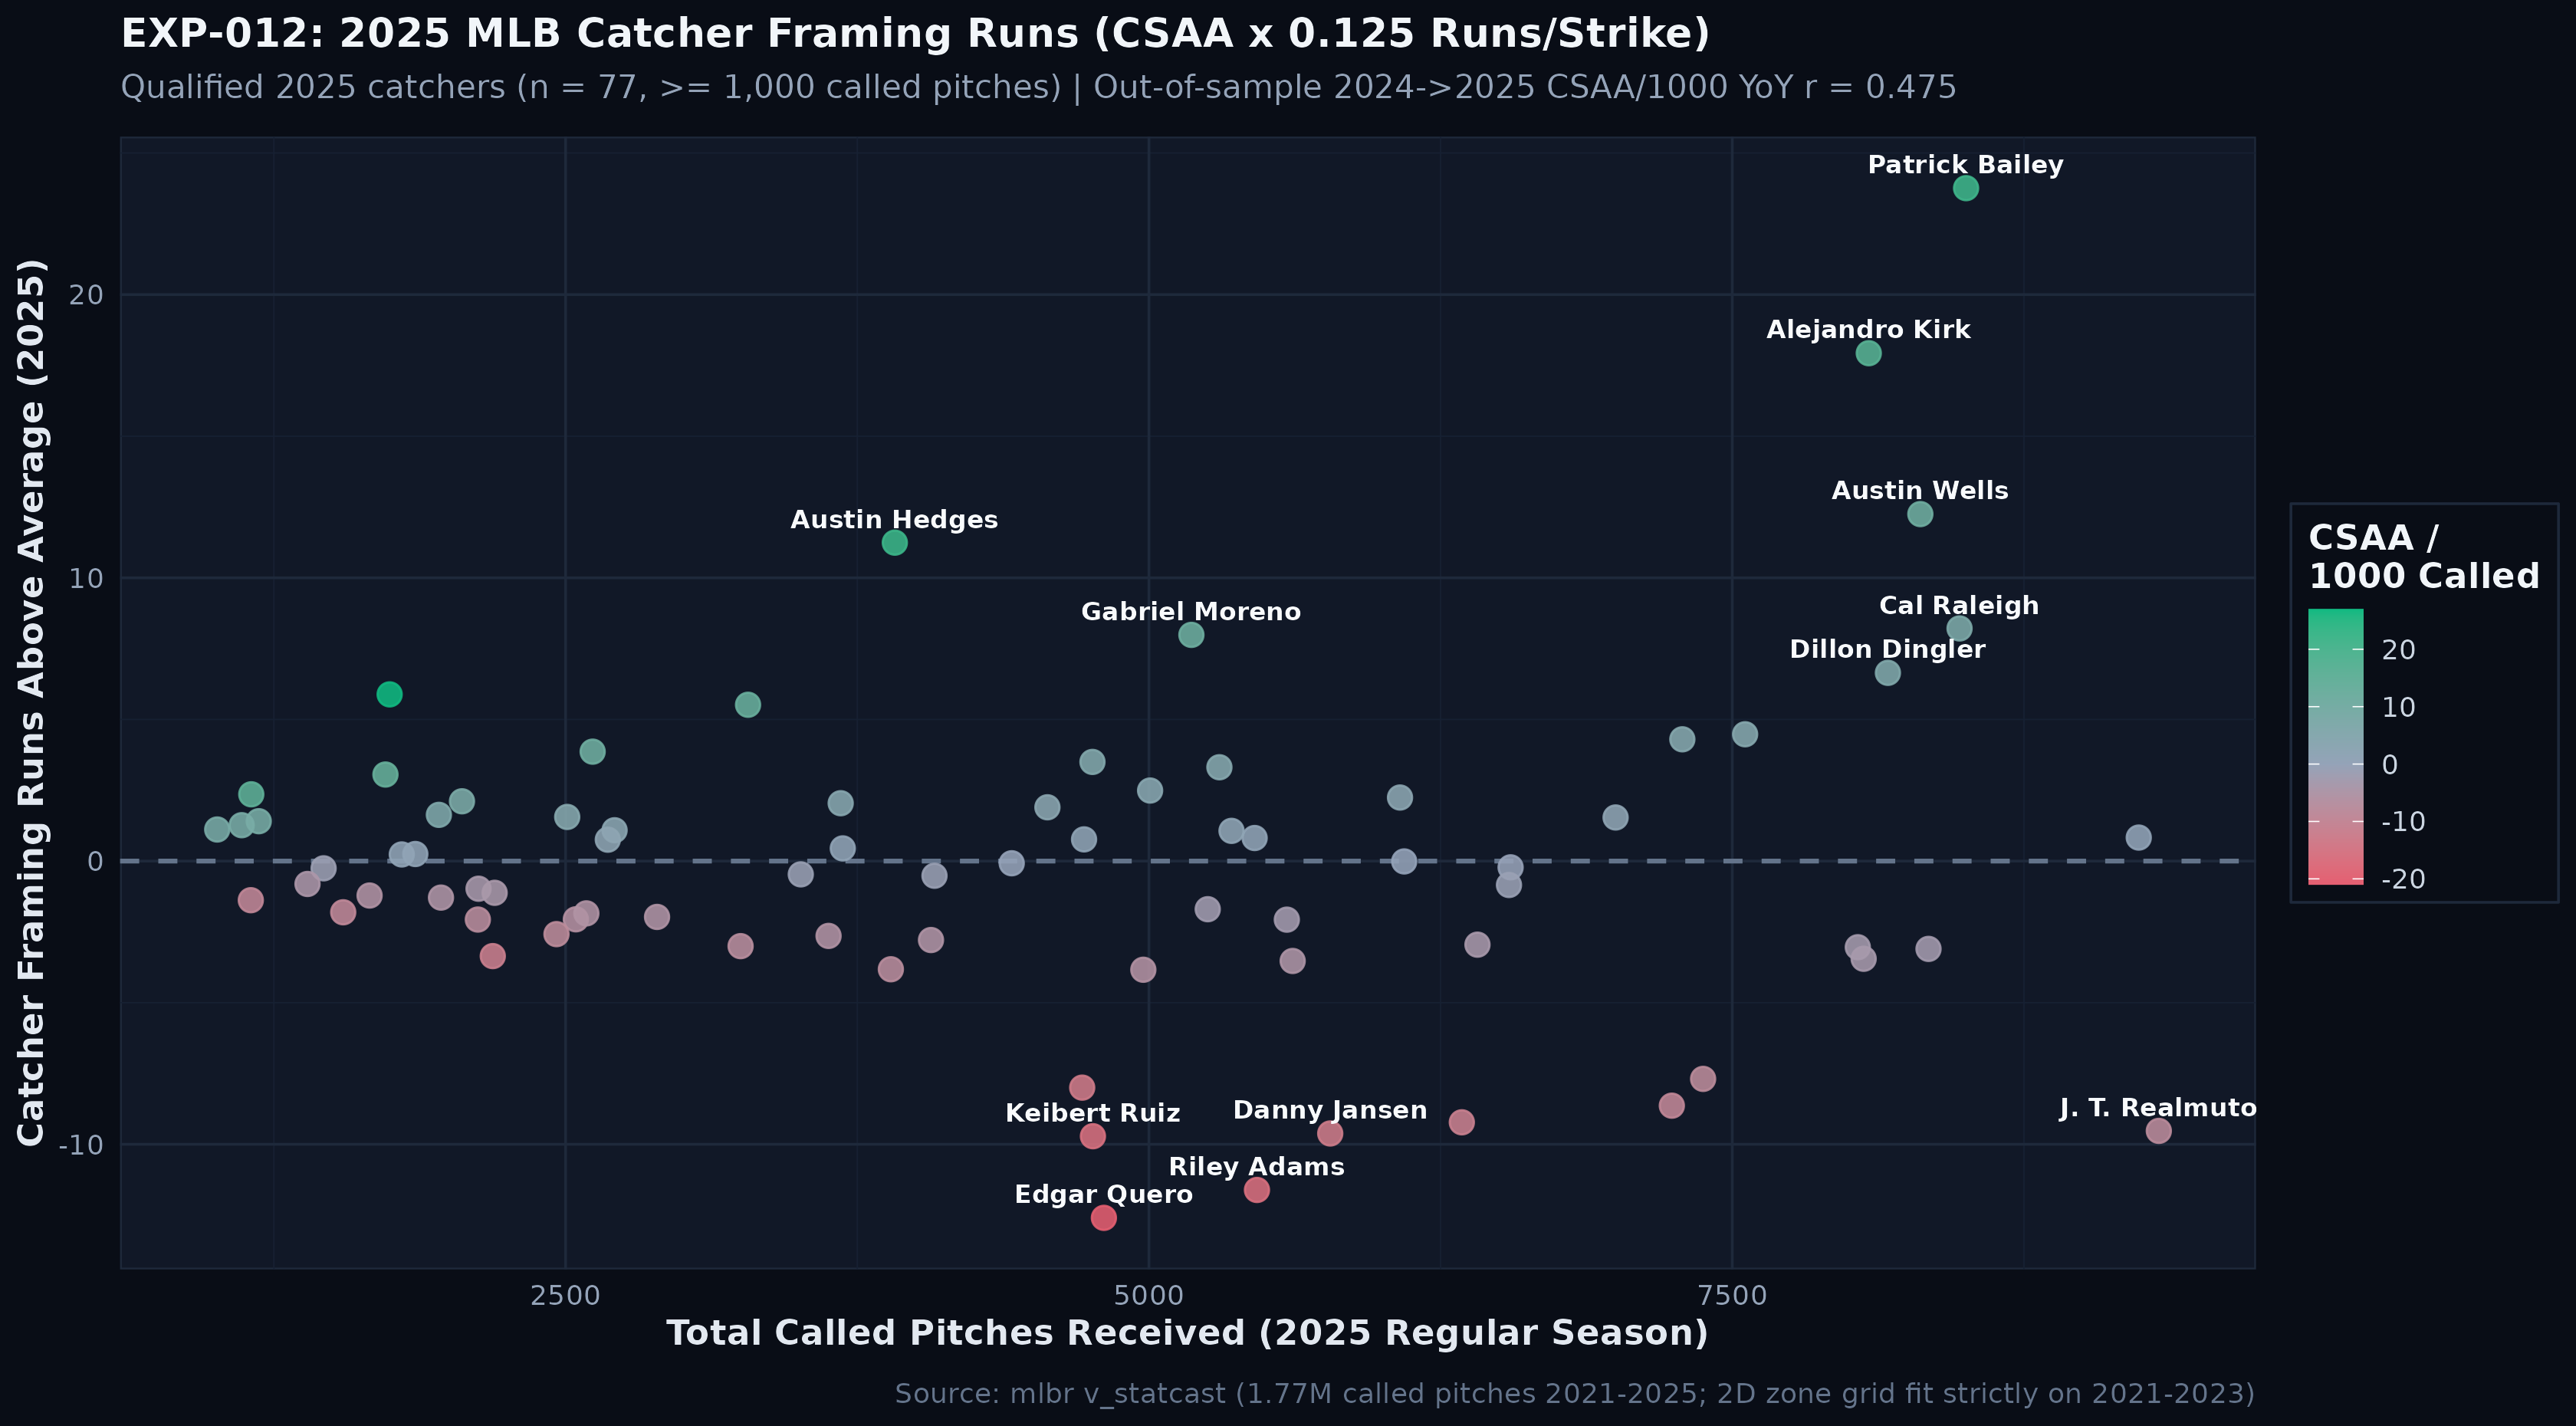 EXP-012: 2025 MLB Catcher Framing Runs (CSAA x 0.125 Runs/Strike)
Qualified 2025 catchers (n = 77, >= 1,000 called pitches) | Out-of-sample 2024->2025 CSAA/1000 YoY r = 0.475
Catcher Framing Runs Above Average (2025)
20
10
0
-10
Patrick Bailey
Alejandro Kirk
Austin Wells
Austin Hedges
Cal Raleigh
Gabriel Moreno
Dillon Dingler
Keibert Ruiz
Danny Jansen
J. T. Realmuto
Riley Adams
Edgar Quero
CSAA /
1000 Called
20
10
0
-10
-20
2500
5000
7500
Total Called Pitches Received (2025 Regular Season)
Source: mlbr v_statcast (1.77M called pitches 2021-2025; 2D zone grid fit strictly on 2021-2023)